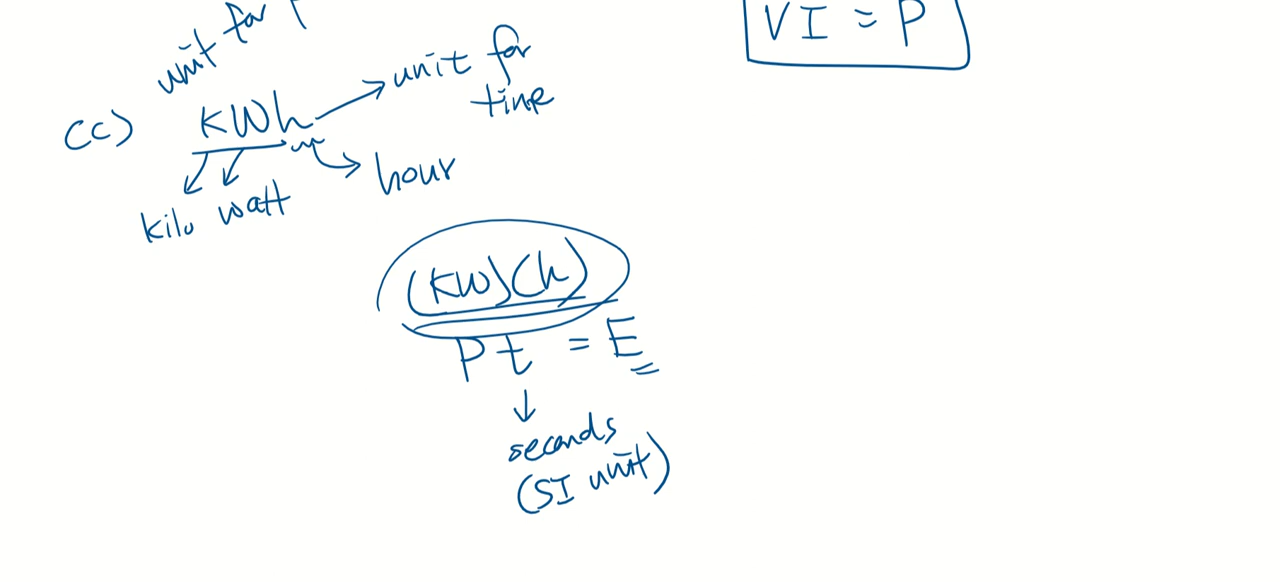 unit for
VI = P
unit for
time
(c) kWh
hour
kilo watt
(kW)(h)
Pt = E
seconds
(SI unit)